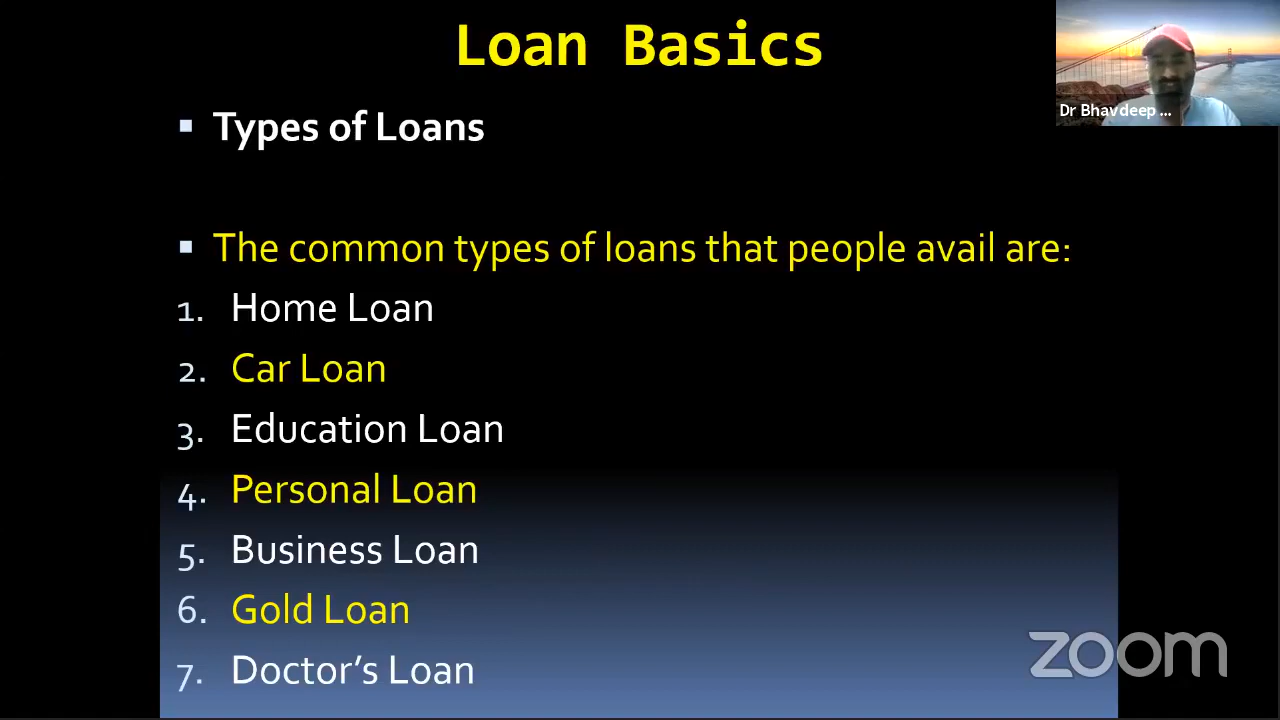 Loan Basics
Dr Bhavdeep ...
▪ Types of Loans
▪ The common types of loans that people avail are:
1. Home Loan
2. Car Loan
3. Education Loan
4. Personal Loan
5. Business Loan
6. Gold Loan
7. Doctor’s Loan
zoom